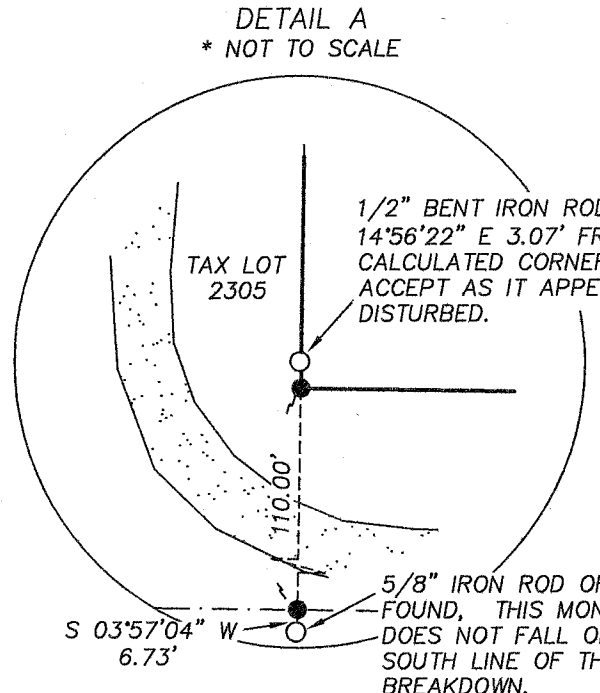 DETAIL A
* NOT TO SCALE
1/2" BENT IRON ROD
14°56'22" E 3.07' FR
CALCULATED CORNER
ACCEPT AS IT APPE
DISTURBED.
TAX LOT
2305
110.00'
5/8" IRON ROD OR
FOUND, THIS MON
DOES NOT FALL O
SOUTH LINE OF TH
BREAKDOWN.
S 03°57'04" W
6.73'